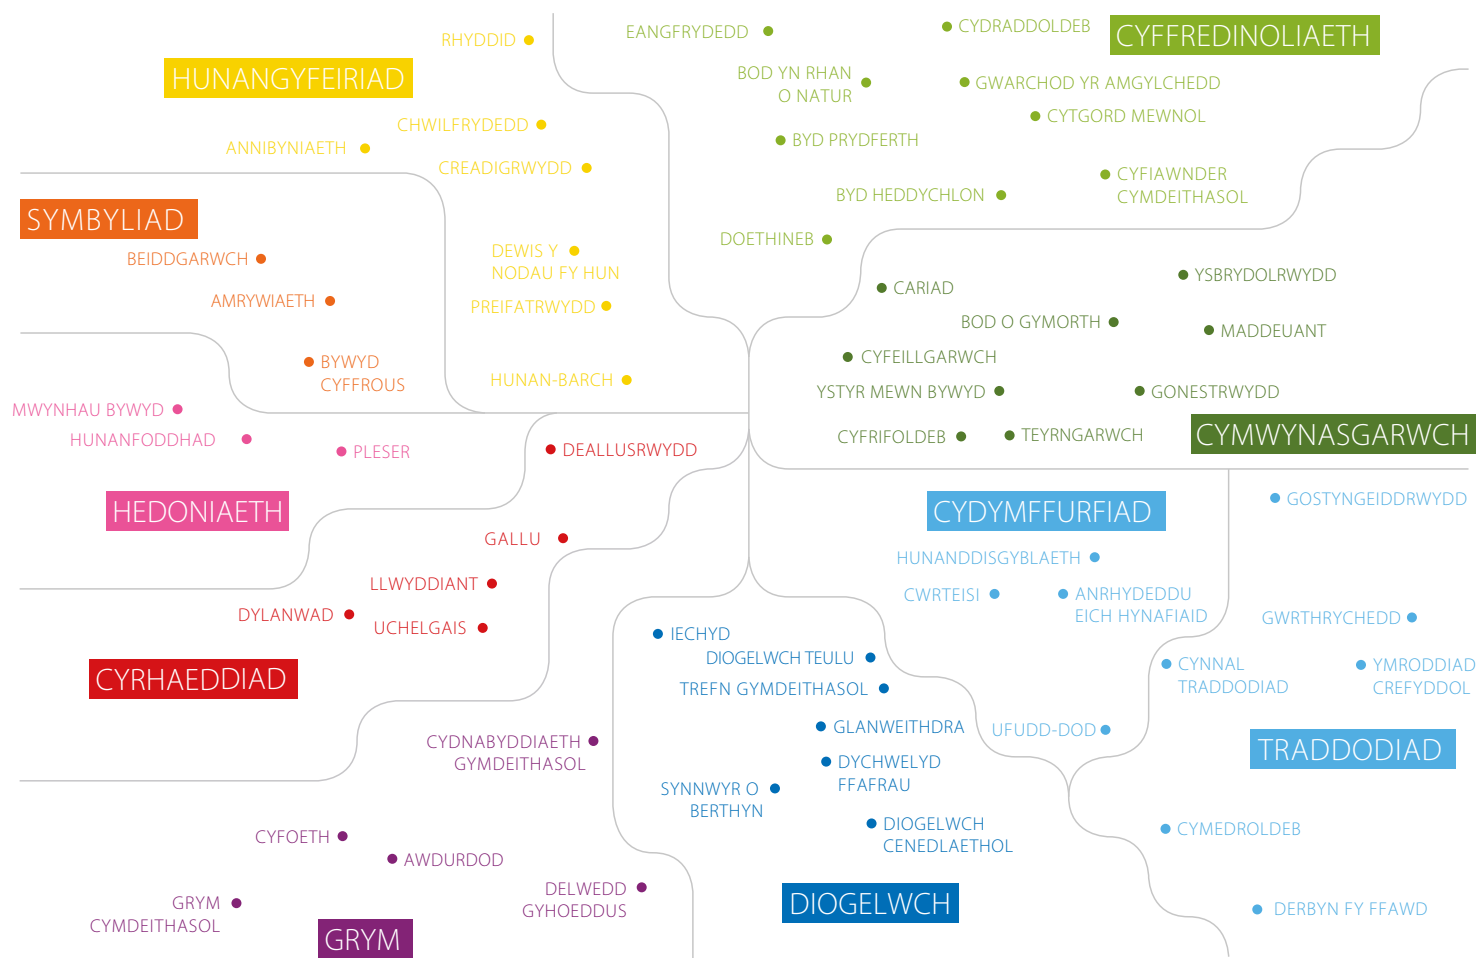 RHYDDID
HUNANGYFEIRIAD
CHWILFRYDEDD
ANNIBYNIAETH
CREADIGRWYDD
DEWIS Y
NODAU FY HUN
PREIFATRWYDD
HUNAN-BARCH
EANGFRYDEDD
CYDRADDOLDEB
CYFFREDINOLIAETH
BOD YN RHAN
O NATUR
GWARCHOD YR AMGYLCHEDD
CYTGORD MEWNOL
BYD PRYDFERTH
CYFIAWNDER
CYMDEITHASOL
BYD HEDDYCHLON
DOETHINEB
SYMBYLIAD
BEIDDGARWCH
AMRYWIAETH
BYWYD
CYFFROUS
CARIAD
YSBRYDOLRWYDD
BOD O GYMORTH
MADDEUANT
CYFEILLGARWCH
YSTYR MEWN BYWYD
GONESTRWYDD
CYFRIFOLDEB
TEYRNGARWCH
CYMWYNASGARWCH
MWYNHAU BYWYD
HUNANFODDHAD
PLESER
HEDONIAETH
DEALLUSRWYDD
GALLU
LLWYDDIANT
DYLANWAD
UCHELGAIS
CYRHAEDDIAD
CYDYMFFURFIAD
HUNANDDISGYBLAETH
CWRTEISI
ANRHYDEDDU
EICH HYNAFIAID
UFUDD-DOD
GOSTYNGEIDDRWYDD
GWRTHRYCHEDD
CYNNAL
TRADDODIAD
YMRODDIAD
CREFYDDOL
TRADDODIAD
CYMEDROLDEB
DERBYN FY FFAWD
IECHYD
DIOGELWCH TEULU
TREFN GYMDEITHASOL
GLANWEITHDRA
DYCHWELYD
FFAFRAU
SYNNWYR O
BERTHYN
DIOGELWCH
CENEDLAETHOL
DIOGELWCH
CYDNABYDDIAETH
GYMDEITHASOL
CYFOETH
AWDURDOD
DELWEDD
GYHOEDDUS
GRYM
CYMDEITHASOL
GRYM